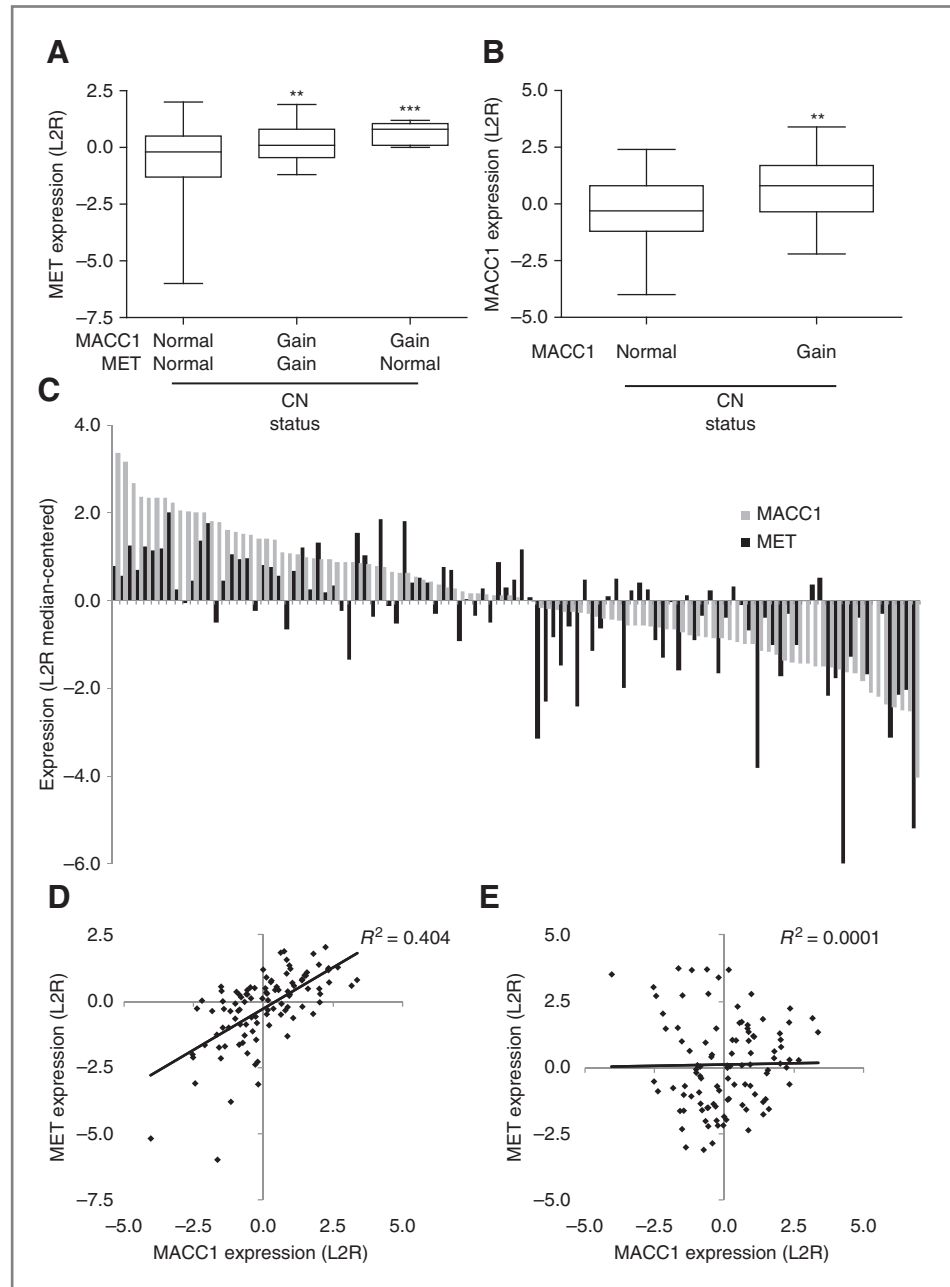 A
B
2.5
0.0
−2.5
−5.0
−7.5
MET expression (L2R)
**
***
MACC1 Normal Gain Gain
MET Normal Gain Normal
CN
status
5.0
2.5
0.0
−2.5
−5.0
MACC1 expression (L2R)
**
MACC1 Normal Gain
CN
status
C
4.0
2.0
0.0
−2.0
−4.0
−6.0
Expression (L2R median-centered)
MACC1
MET
D
2.5
0.0
−2.5
−5.0
−7.5
MET expression (L2R)
R² = 0.404
−5.0 −2.5 0.0 2.5 5.0
MACC1 expression (L2R)
E
5.0
2.5
0.0
−2.5
−5.0
MET expression (L2R)
R² = 0.0001
−5.0 −2.5 0.0 2.5 5.0
MACC1 expression (L2R)